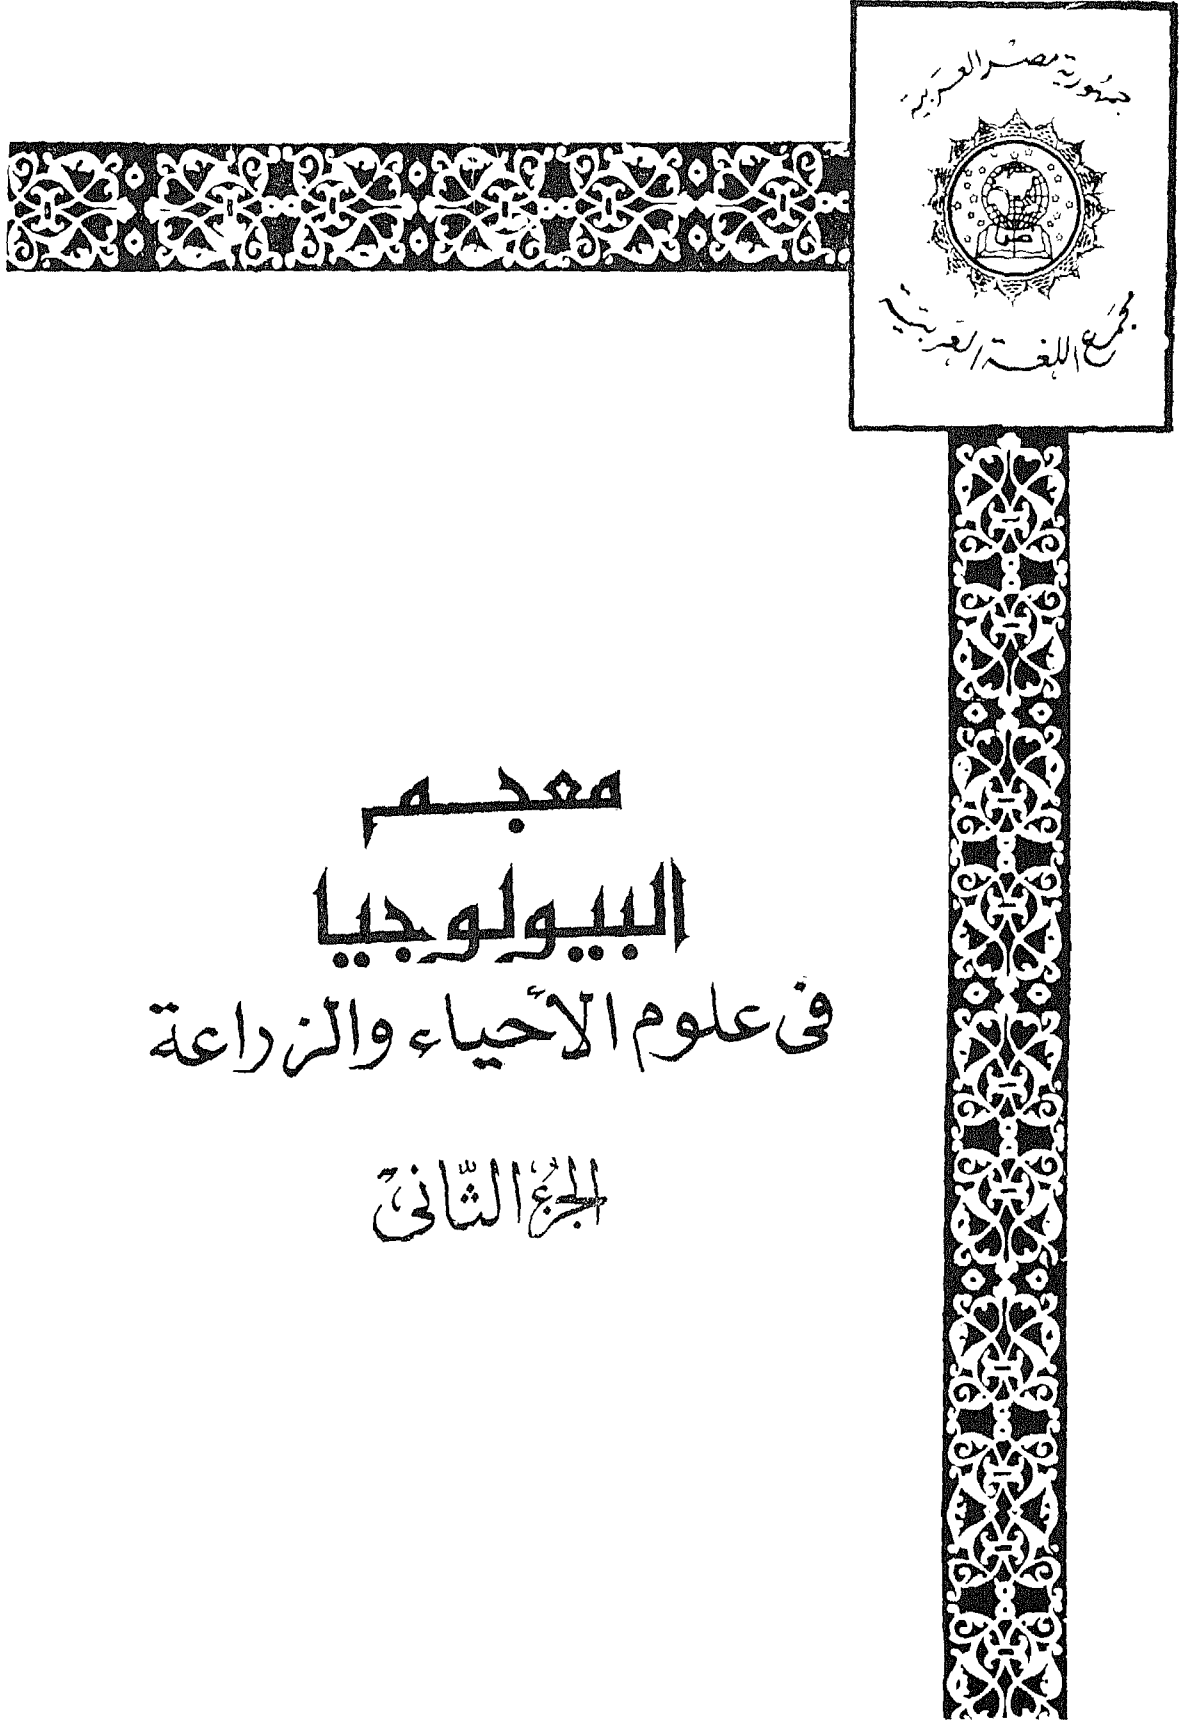 جمهورية مصر العربية
مجمع اللغة العربية
معجم
البيولوجيا
فى علوم الأحياء والزراعة
الجزء الثانى